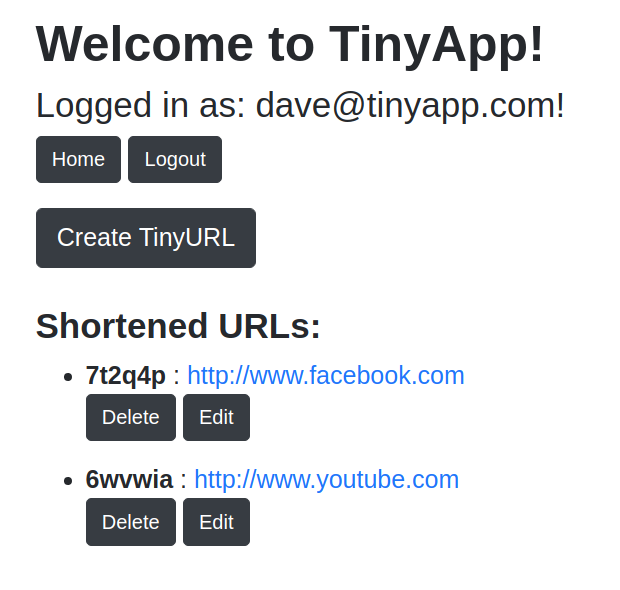 Welcome to TinyApp!
Logged in as: dave@tinyapp.com!
Home Logout
Create TinyURL
Shortened URLs:
7t2q4p : http://www.facebook.com
Delete Edit
6wvwia : http://www.youtube.com
Delete Edit